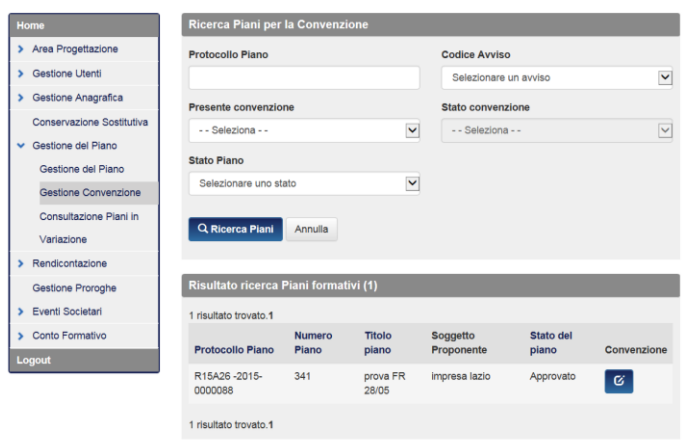 Home
Area Progettazione
Gestione Utenti
Gestione Anagrafica
Conservazione Sostitutiva
Gestione del Piano
Gestione del Piano
Gestione Convenzione
Consultazione Piani in
Variazione
Rendicontazione
Gestione Proroghe
Eventi Societari
Conto Formativo
Logout
Ricerca Piani per la Convenzione
Protocollo Piano
Codice Avviso
Selezionare un avviso
Presente convenzione
Stato convenzione
- - Seleziona - -
- - Seleziona - -
Stato Piano
Selezionare uno stato
Ricerca Piani
Annulla
Risultato ricerca Piani formativi (1)
1 risultato trovato.1
Protocollo Piano
Numero
Piano
Titolo
piano
Soggetto
Proponente
Stato del
piano
Convenzione
R15A26 -2015-
0000088
341
prova FR
28/05
impresa lazio
Approvato
1 risultato trovato.1